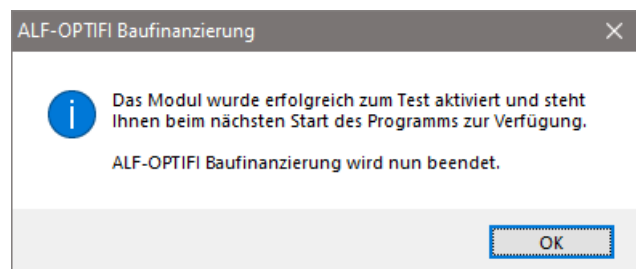 ALF-OPTIFI Baufinanzierung
Das Modul wurde erfolgreich zum Test aktiviert und steht
Ihnen beim nächsten Start des Programms zur Verfügung.
ALF-OPTIFI Baufinanzierung wird nun beendet.
OK